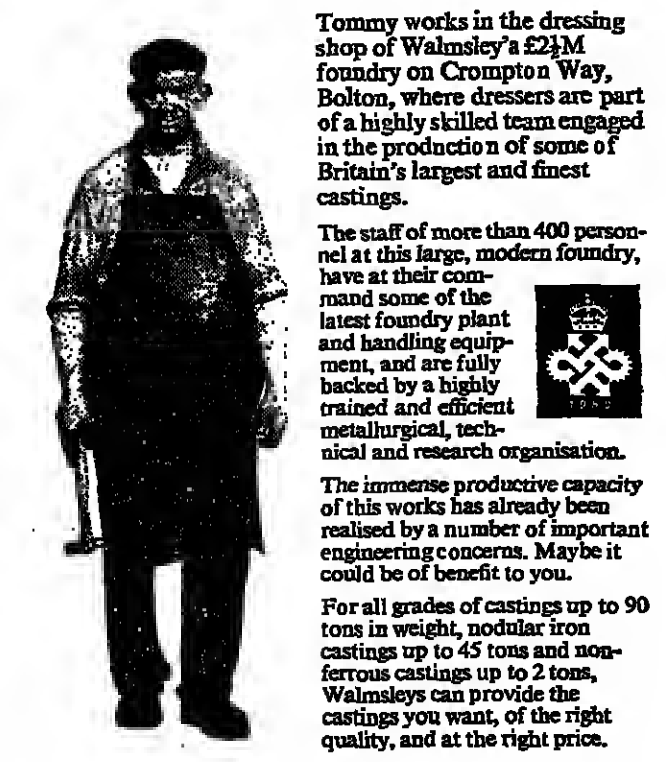 Tommy works in the dressing
shop of Walmsley'a £2½M
foundry on Crompton Way,
Bolton, where dressers are part
of a highly skilled team engaged
in the production of some of
Britain's largest and finest
castings.
The staff of more than 400 person-
nel at this large, modern foundry,
have at their com-
mand some of the
latest foundry plant
and handling equip-
ment, and are fully
backed by a highly
trained and efficient
metallurgical, tech-
nical and research organisation.
The immense productive capacity
of this works has already been
realised by a number of important
engineering concerns. Maybe it
could be of benefit to you.
For all grades of castings up to 90
tons in weight, nodular iron
castings up to 45 tons and non-
ferrous castings up to 2 tons,
Walmsleys can provide the
castings you want, of the right
quality, and at the right price.